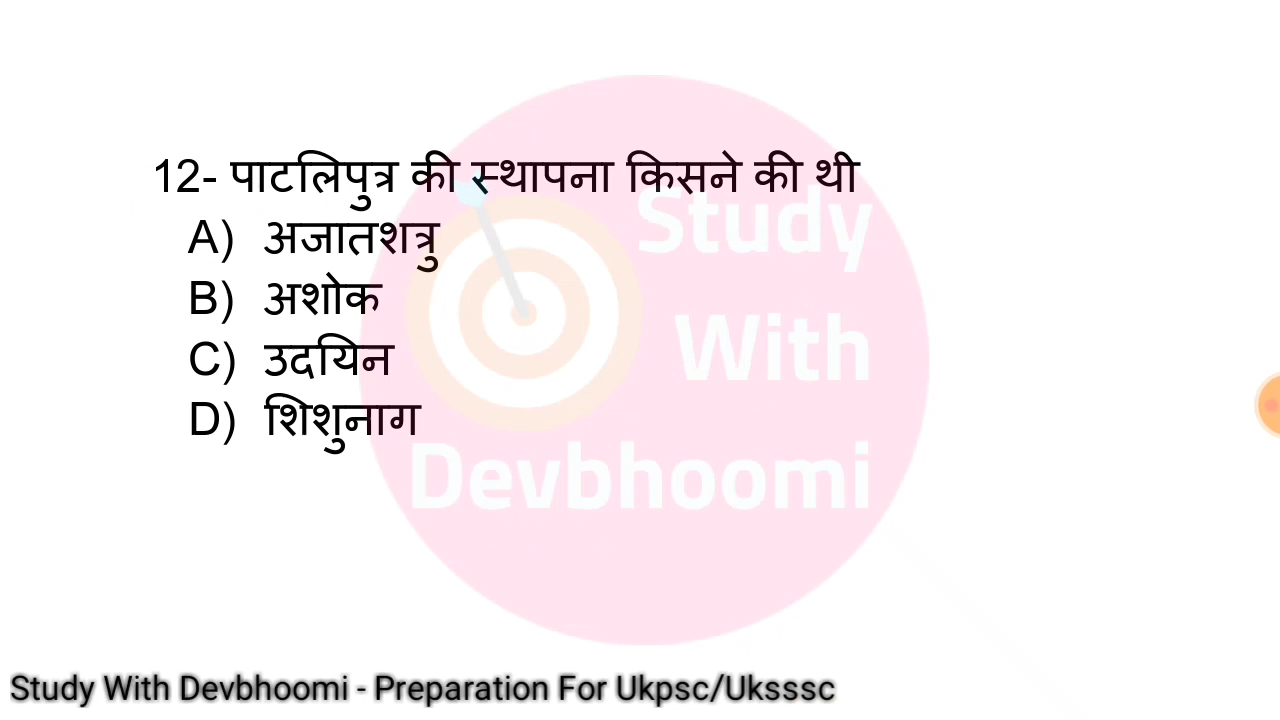 12- पाटलिपुत्र की स्थापना किसने की थी
A) अजातशत्रु
B) अशोक
C) उदयिन
D) शिशुनाग
Study
With
Devbhoomi
Study With Devbhoomi - Preparation For Ukpsc/Uksssc